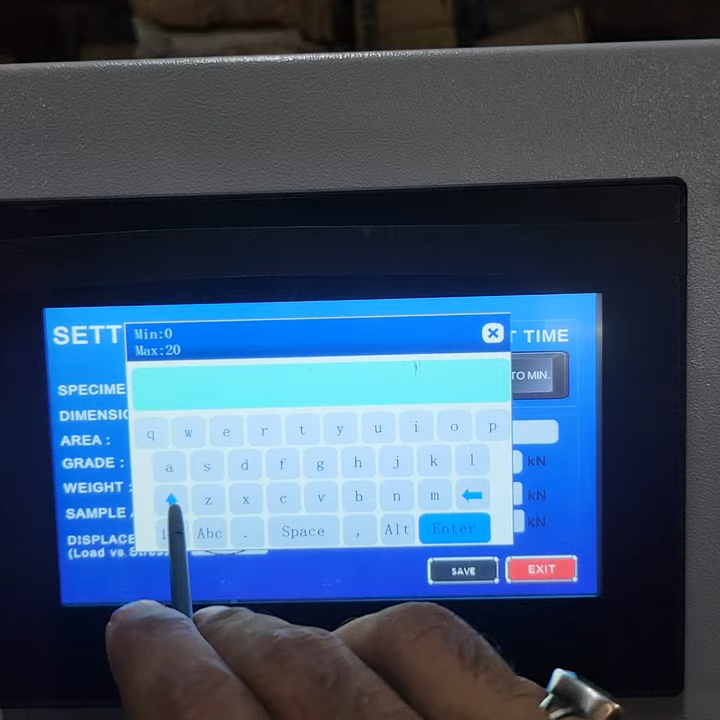 SETT
T TIME
Min:0
Max:20
TO MIN.
SPECIME
DIMENSIO
AREA :
GRADE :
WEIGHT :
SAMPLE
DISPLACE
(Load vs
q w e r t y u i o p
a s d f g h j k l
z x c v b n m
Abc . Space , Alt Enter
kN
kN
kN
SAVE
EXIT